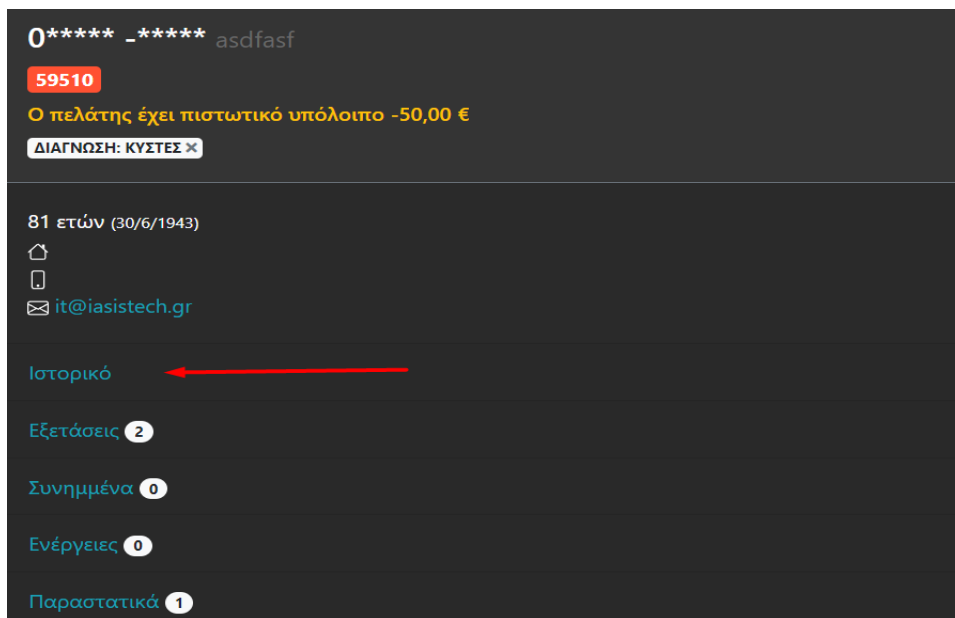 0***** -***** asdfasf
59510
Ο πελάτης έχει πιστωτικό υπόλοιπο -50,00 €
ΔΙΑΓΝΩΣΗ: ΚΥΣΤΕΣ ×
81 ετών (30/6/1943)
it@iasistech.gr
Ιστορικό
Εξετάσεις 2
Συνημμένα 0
Ενέργειες 0
Παραστατικά 1